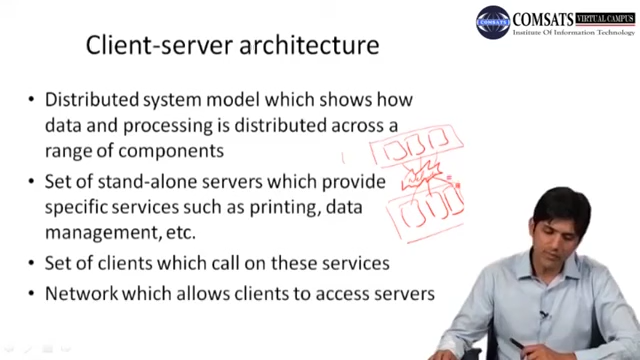 COMSATS
COMSATS VIRTUAL CAMPUS
Institute Of Information Technology
Client-server architecture
• Distributed system model which shows how
data and processing is distributed across a
range of components
• Set of stand-alone servers which provide
specific services such as printing, data
management, etc.
• Set of clients which call on these services
• Network which allows clients to access servers